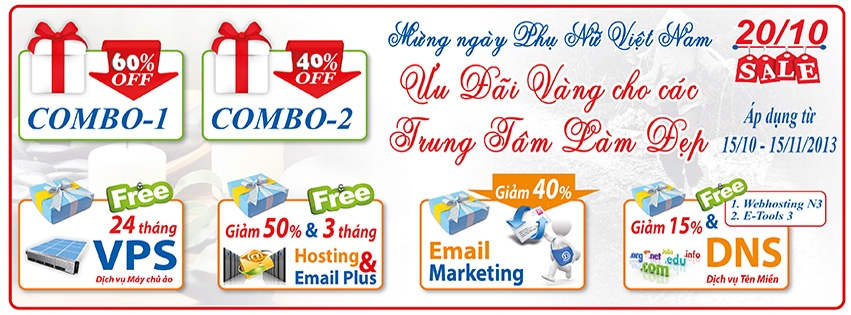 60%
OFF
COMBO-1
40%
OFF
COMBO-2
Mừng ngày Phụ Nữ Việt Nam
20/10
SALE
Ưu Đãi Vàng cho các
Trung Tâm Làm Đẹp
Áp dụng từ
15/10 - 15/11/2013
Free
24 tháng
VPS
Dịch vụ Máy chủ ảo
Free
Giảm 50% & 3 tháng
Hosting &
Email Plus
Giảm 40%
Email
Marketing
Free
1. Webhosting N3
2. E-Tools 3
Giảm 15% &
.org .gov .net .edu .info
.com
DNS
Dịch vụ Tên Miền